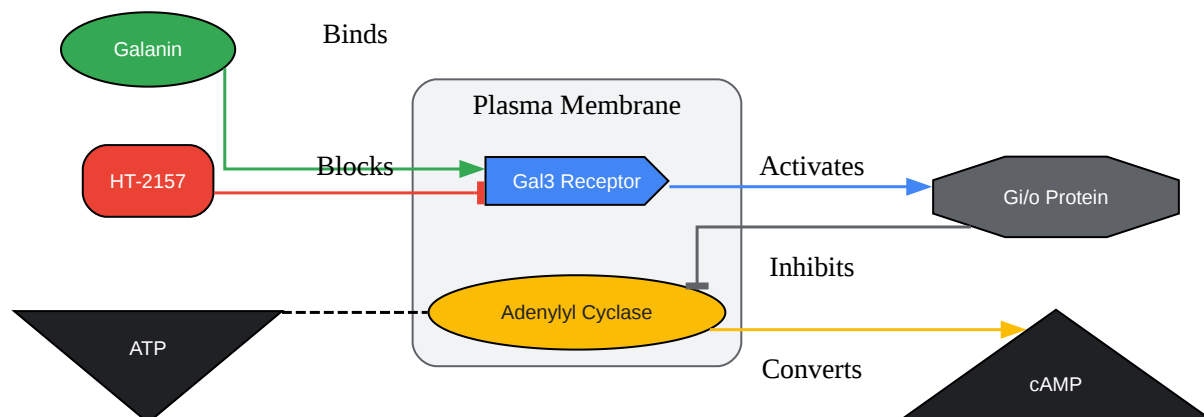 Galanin
Binds
Plasma Membrane
HT-2157
Blocks
Gal3 Receptor
Activates
Gi/o Protein
Inhibits
ATP
Adenylyl Cyclase
Converts
cAMP